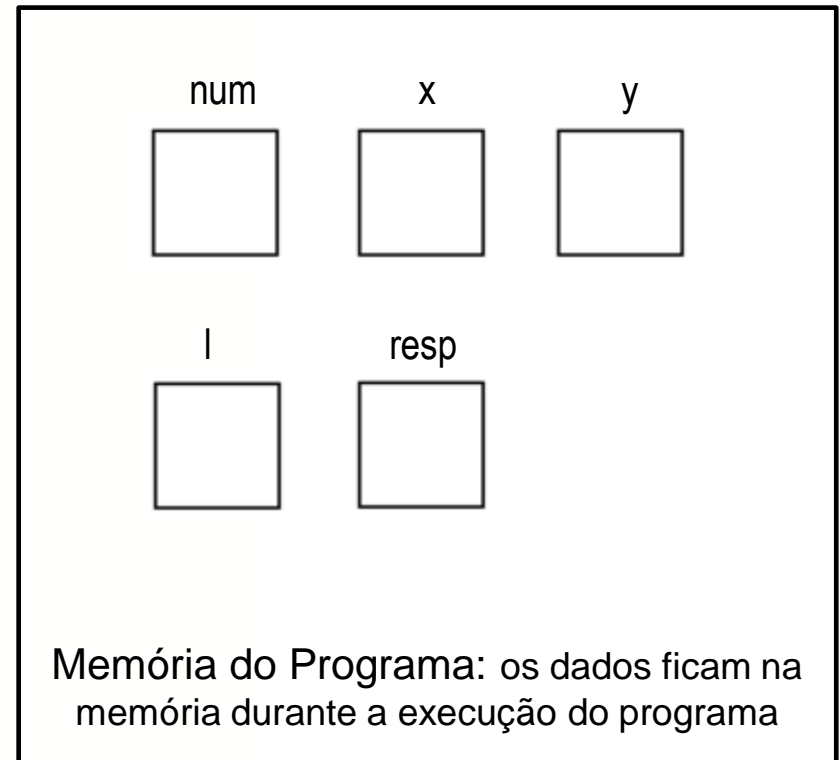 num x y
l resp
Memória do Programa: os dados ficam na
memória durante a execução do programa